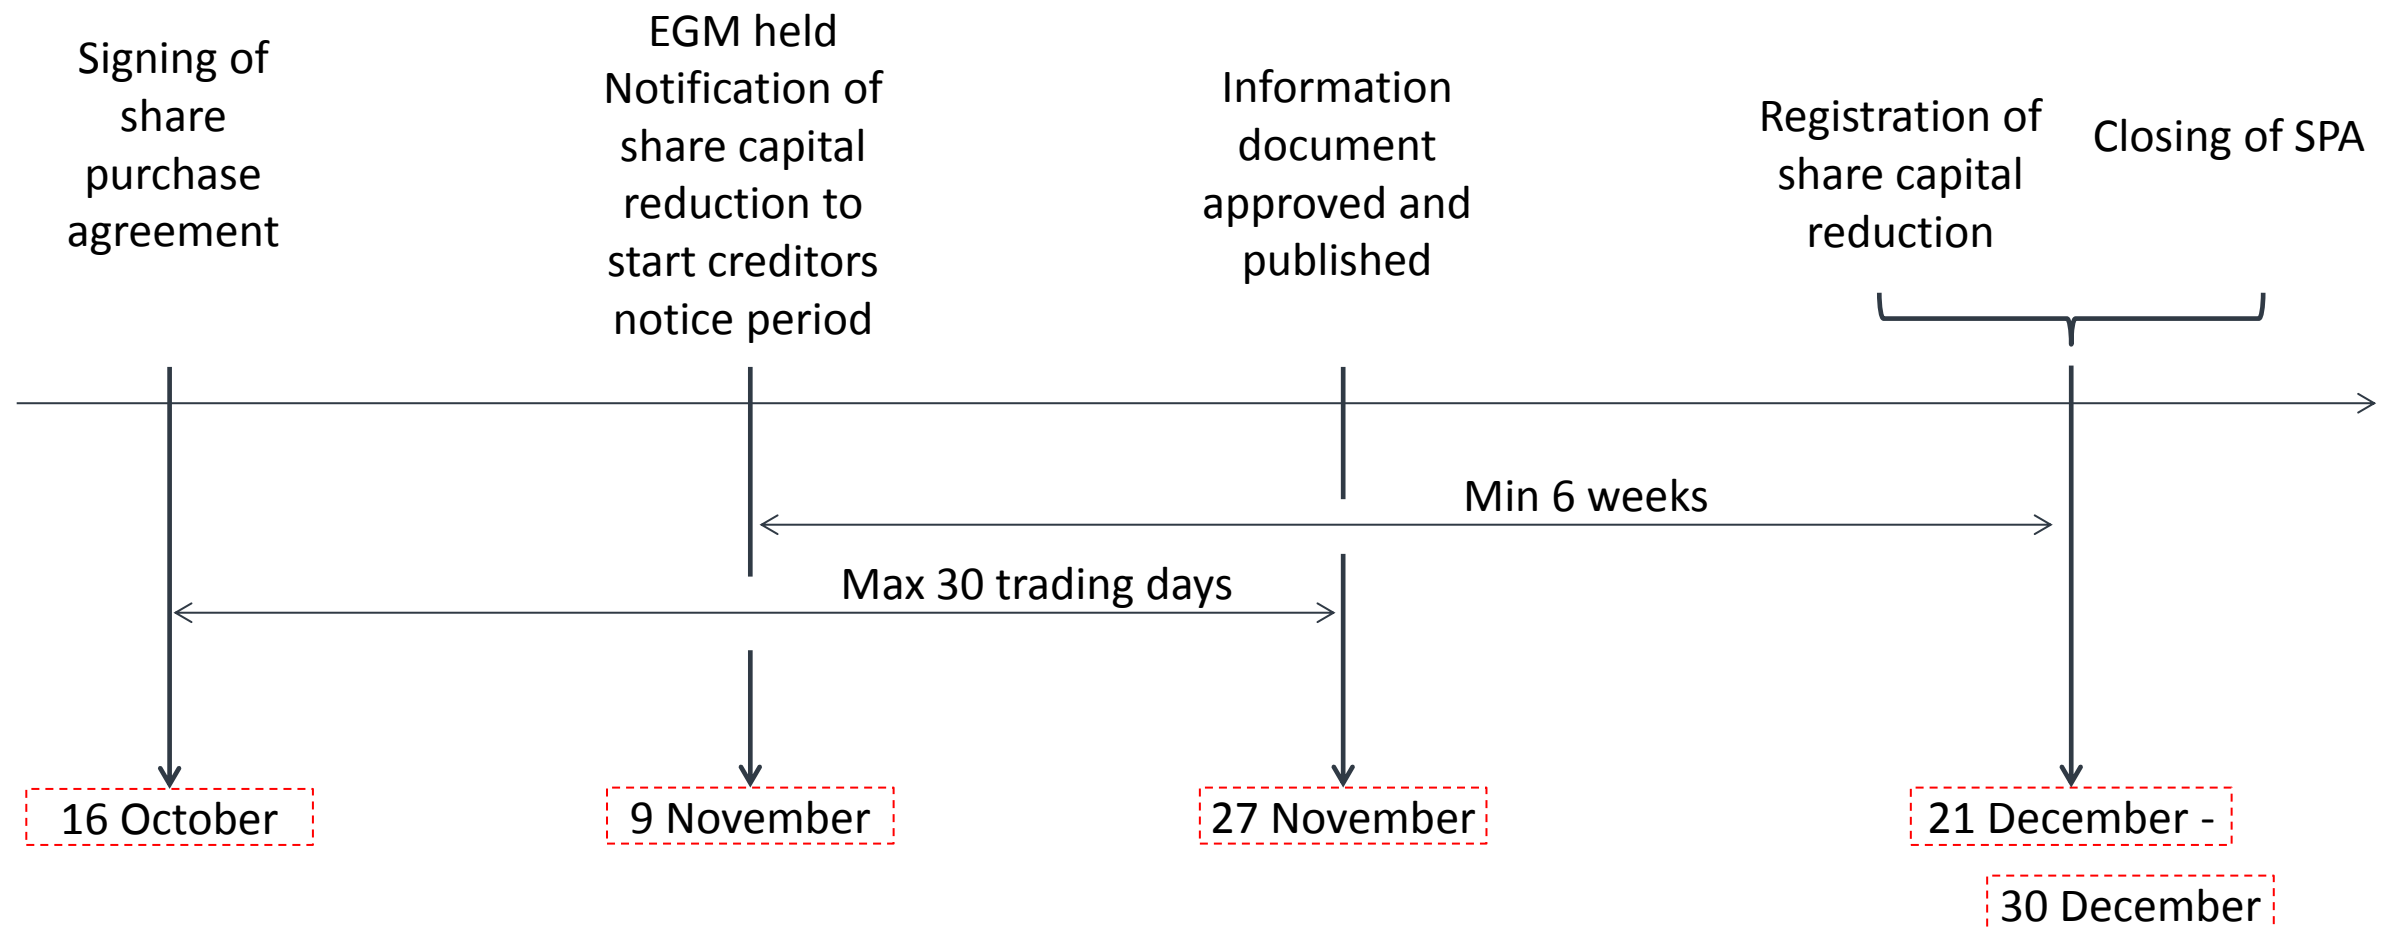 Signing of
share
purchase
agreement
EGM held
Notification of
share capital
reduction to
start creditors
notice period
Information
document
approved and
published
Registration of
share capital
reduction
Closing of SPA
Min 6 weeks
Max 30 trading days
16 October
9 November
27 November
21 December -
30 December